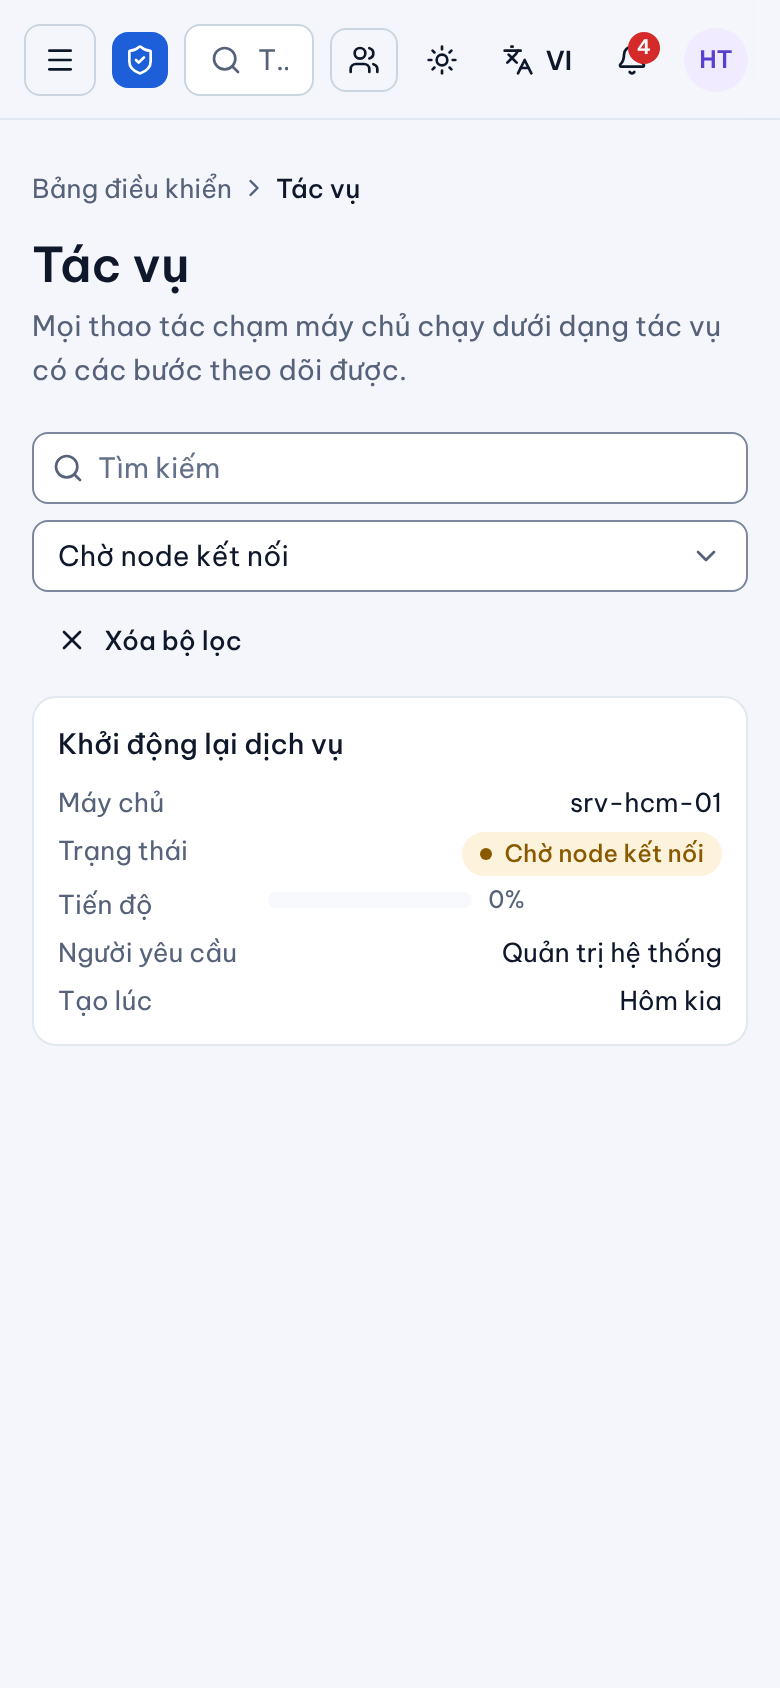 T..
VI
4
HT
Bảng điều khiển > Tác vụ
Tác vụ
Mọi thao tác chạm máy chủ chạy dưới dạng tác vụ
có các bước theo dõi được.
Tìm kiếm
Chờ node kết nối
Xóa bộ lọc
Khởi động lại dịch vụ
Máy chủ srv-hcm-01
Trạng thái Chờ node kết nối
Tiến độ 0%
Người yêu cầu Quản trị hệ thống
Tạo lúc Hôm kia